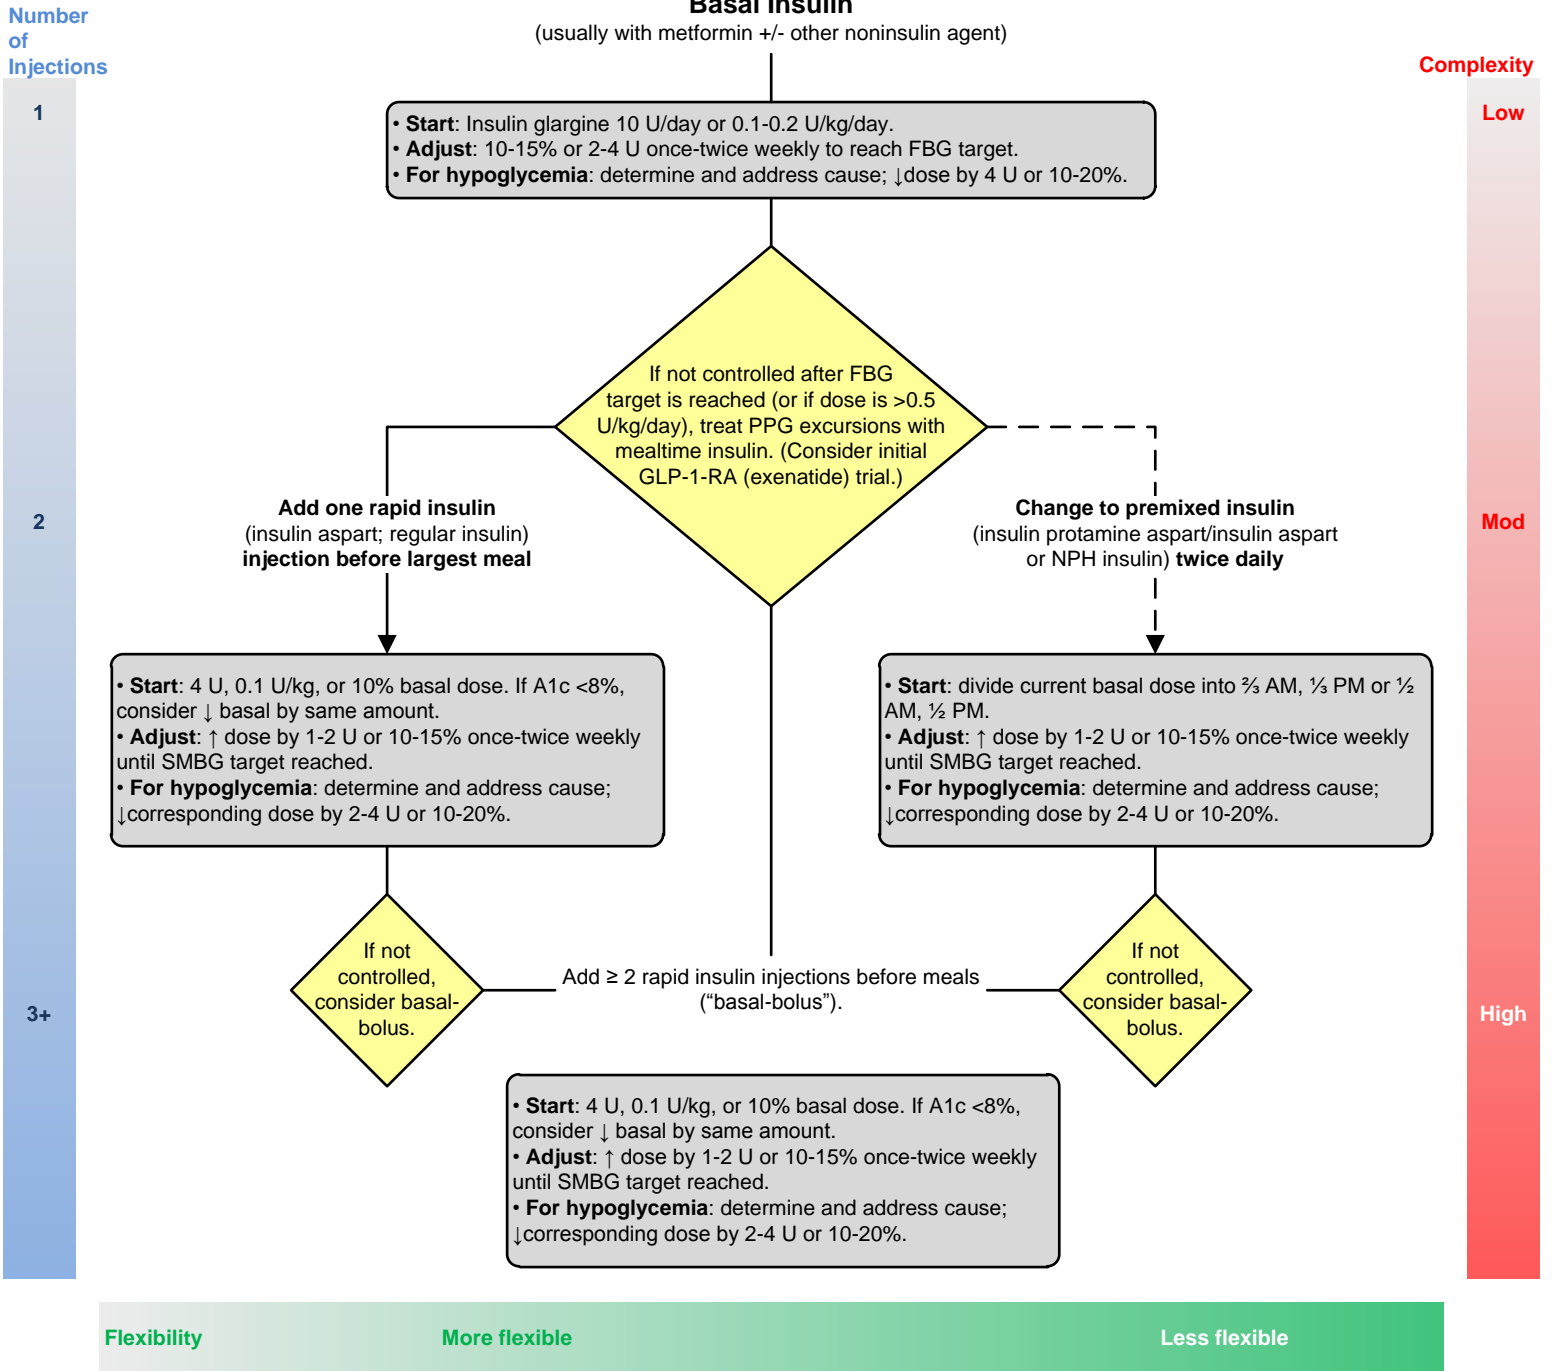 Number
of
Injections
Basal Insulin
(usually with metformin +/- other noninsulin agent)
Complexity
1
Low
• Start: Insulin glargine 10 U/day or 0.1-0.2 U/kg/day.
• Adjust: 10-15% or 2-4 U once-twice weekly to reach FBG target.
• For hypoglycemia: determine and address cause; ↓dose by 4 U or 10-20%.
If not controlled after FBG
target is reached (or if dose is >0.5
U/kg/day), treat PPG excursions with
mealtime insulin. (Consider initial
GLP-1-RA (exenatide) trial.)
2
Add one rapid insulin
(insulin aspart; regular insulin)
injection before largest meal
Change to premixed insulin
(insulin protamine aspart/insulin aspart
or NPH insulin) twice daily
Mod
• Start: 4 U, 0.1 U/kg, or 10% basal dose. If A1c <8%,
consider ↓ basal by same amount.
• Adjust: ↑ dose by 1-2 U or 10-15% once-twice weekly
until SMBG target reached.
• For hypoglycemia: determine and address cause;
↓corresponding dose by 2-4 U or 10-20%.
• Start: divide current basal dose into ⅔ AM, ⅓ PM or ½
AM, ½ PM.
• Adjust: ↑ dose by 1-2 U or 10-15% once-twice weekly
until SMBG target reached.
• For hypoglycemia: determine and address cause;
↓corresponding dose by 2-4 U or 10-20%.
If not
controlled,
consider basal-
bolus.
Add ≥ 2 rapid insulin injections before meals
(“basal-bolus”).
If not
controlled,
consider basal-
bolus.
3+
High
• Start: 4 U, 0.1 U/kg, or 10% basal dose. If A1c <8%,
consider ↓ basal by same amount.
• Adjust: ↑ dose by 1-2 U or 10-15% once-twice weekly
until SMBG target reached.
• For hypoglycemia: determine and address cause;
↓corresponding dose by 2-4 U or 10-20%.
Flexibility
More flexible
Less flexible